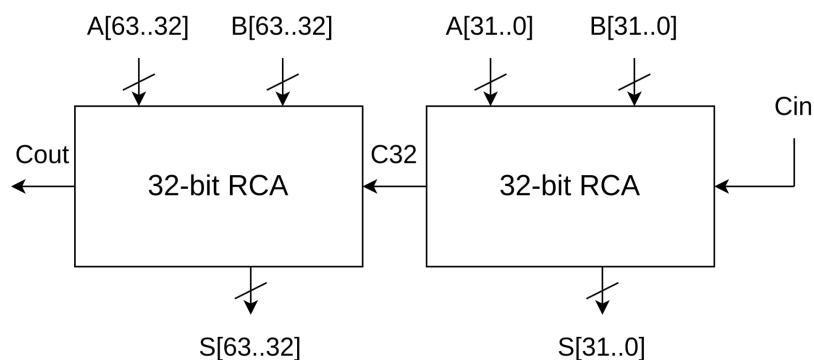 A[63..32]
B[63..32]
A[31..0]
B[31..0]
Cin
Cout
32-bit RCA
C32
32-bit RCA
S[63..32]
S[31..0]